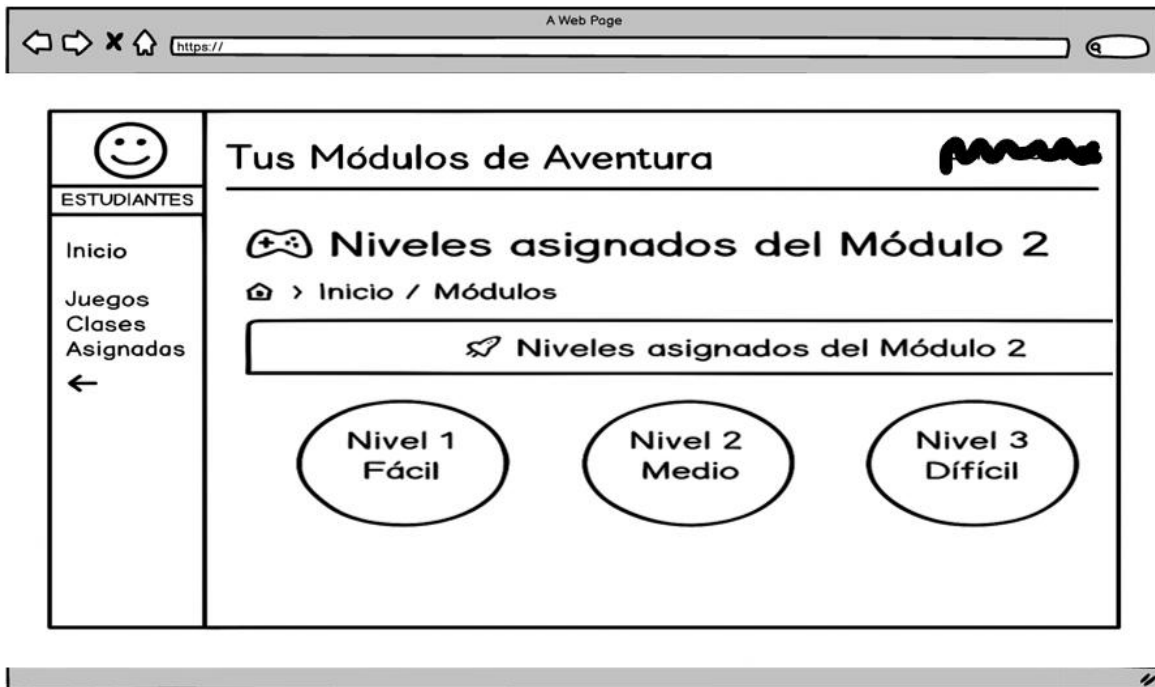 A Web Page
https://
ESTUDIANTES
Inicio
Juegos
Clases
Asignadas
Tus Módulos de Aventura
Niveles asignados del Módulo 2
> Inicio / Módulos
Niveles asignados del Módulo 2
Nivel 1
Fácil
Nivel 2
Medio
Nivel 3
Dífícil